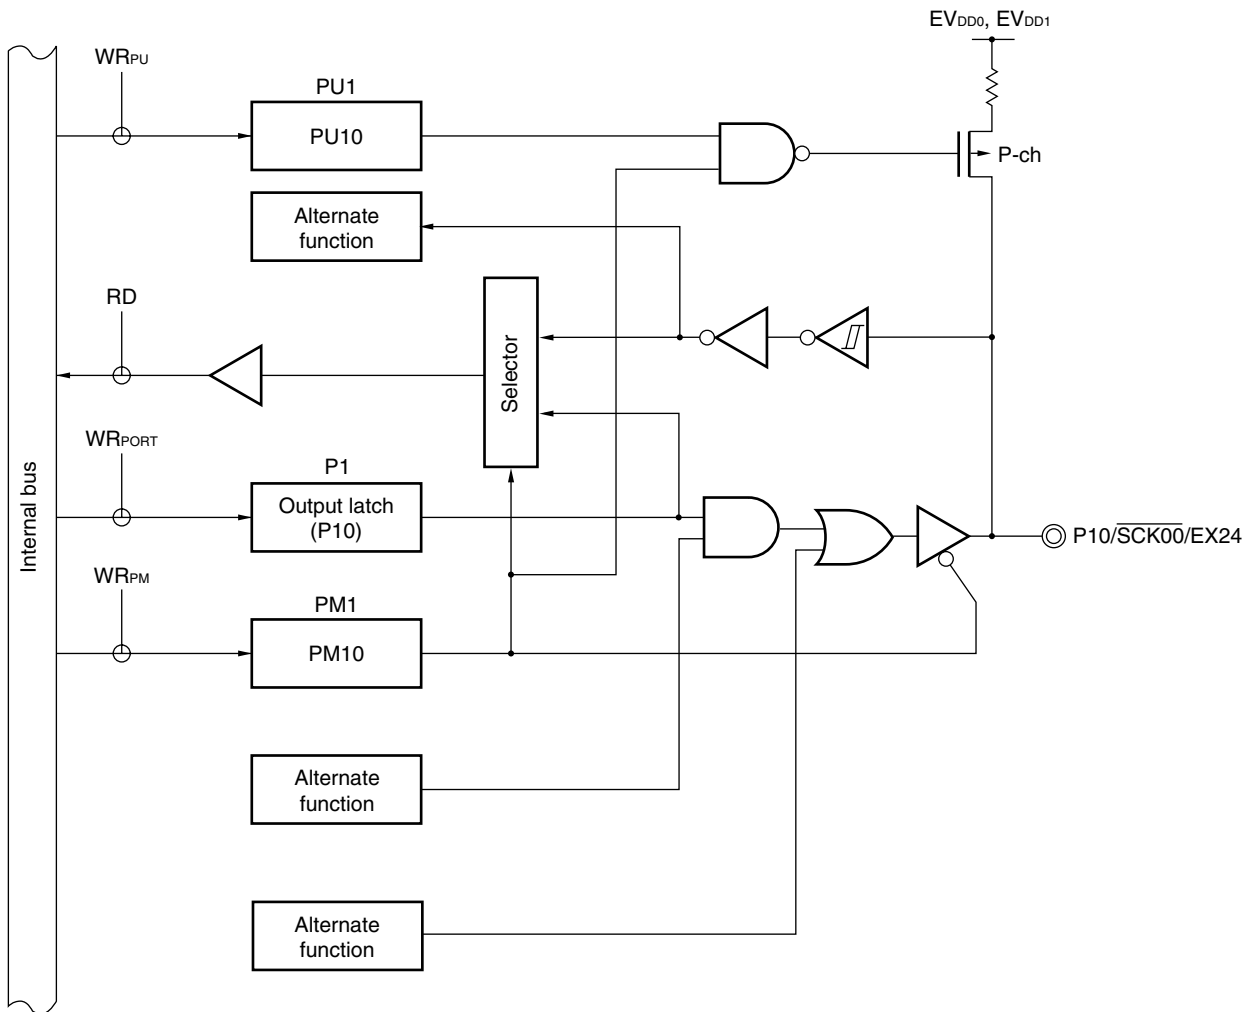 EVDD0, EVDD1
WRPU
PU1
PU10
P-ch
Alternate
function
RD
Selector
WRPORT
P1
Output latch
(P10)
Internal bus
P10/SCK00/EX24
WRPM
PM1
PM10
Alternate
function
Alternate
function